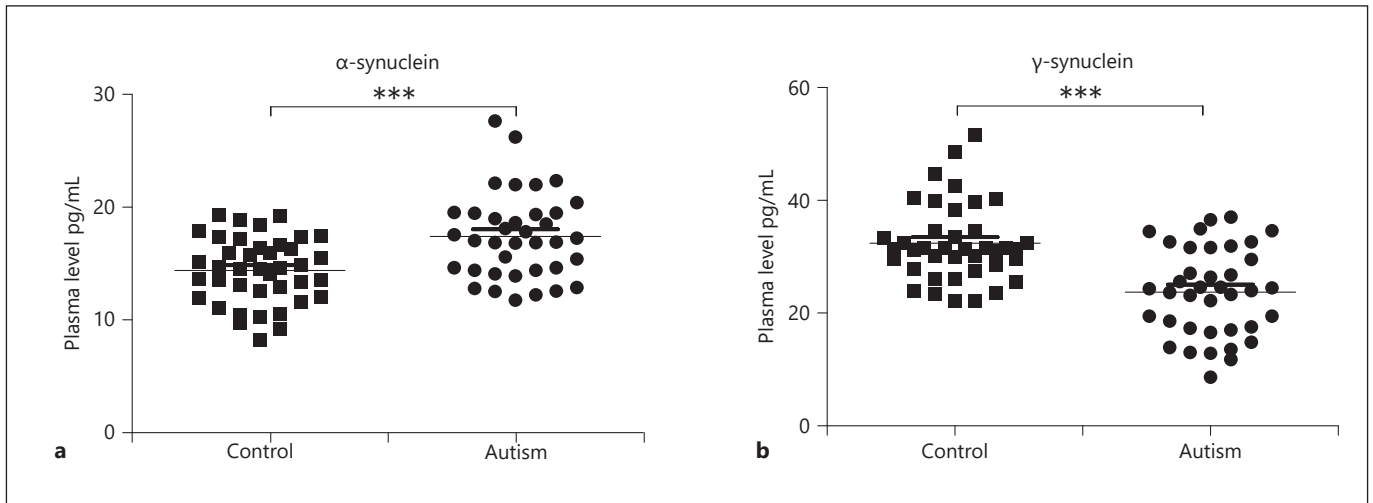 α-synuclein
***
30
20
10
0
Plasma level pg/mL
Control
Autism
a
γ-synuclein
***
60
40
20
0
Plasma level pg/mL
Control
Autism
b